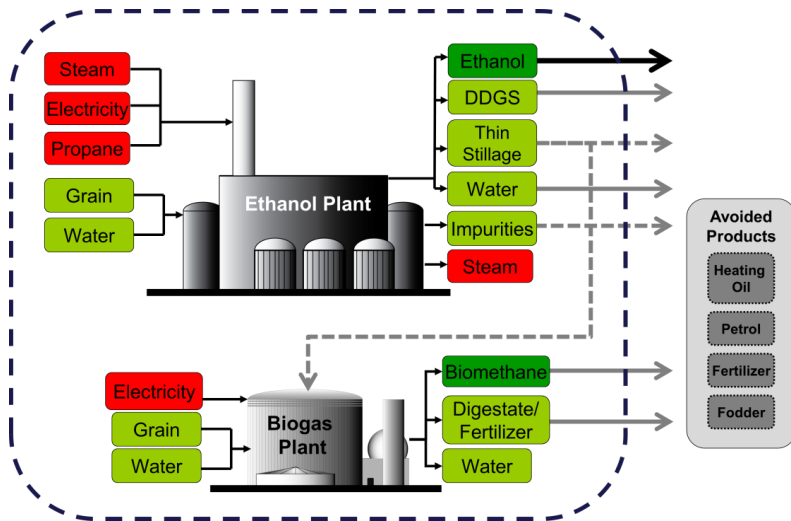 Steam
Electricity
Propane
Grain
Water
Ethanol Plant
Ethanol
DDGS
Thin
Stillage
Water
Impurities
Steam
Electricity
Grain
Water
Biogas
Plant
Biomethane
Digestate/
Fertilizer
Water
Avoided
Products
Heating
Oil
Petrol
Fertilizer
Fodder